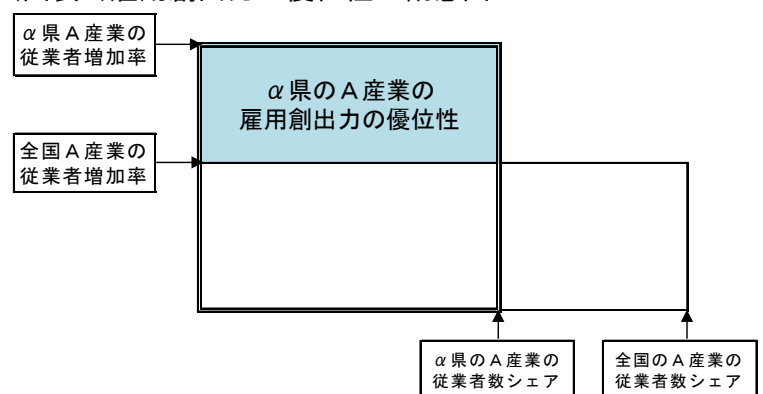 α県A産業の
従業者増加率
α県のA産業の
雇用創出力の優位性
全国A産業の
従業者増加率
α県のA産業の
従業者数シェア
全国のA産業の
従業者数シェア